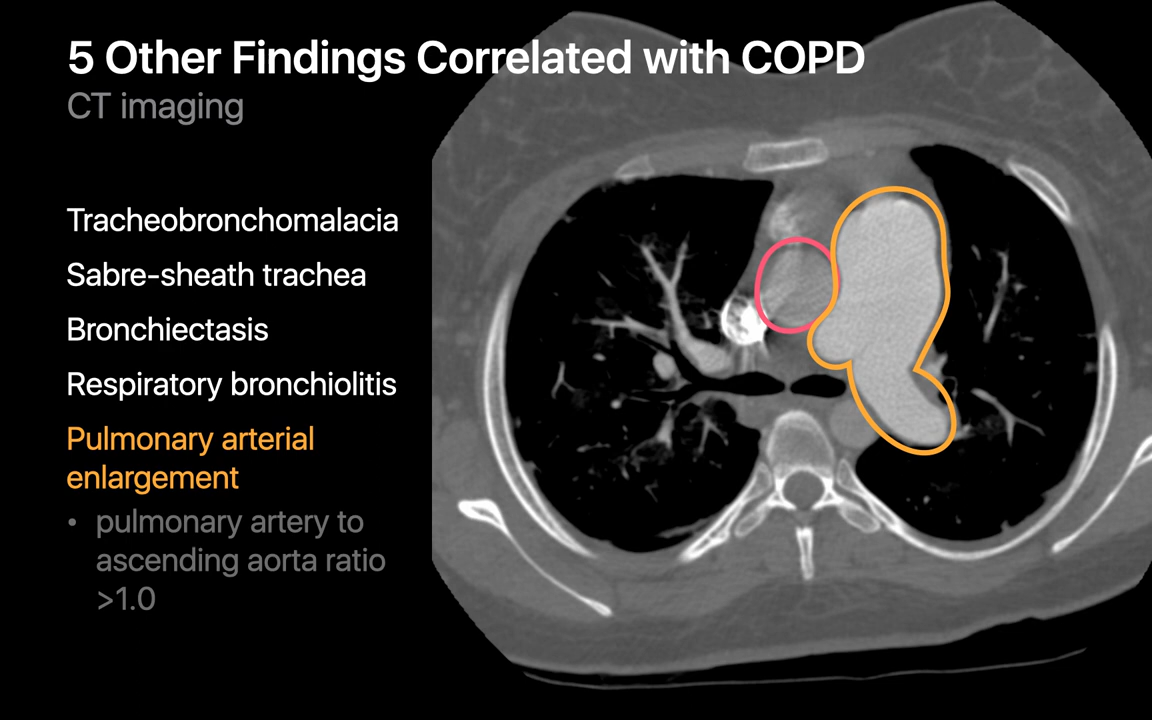 5 Other Findings Correlated with COPD
CT imaging
Tracheobronchomalacia
Sabre-sheath trachea
Bronchiectasis
Respiratory bronchiolitis
Pulmonary arterial
enlargement
• pulmonary artery to
ascending aorta ratio
>1.0